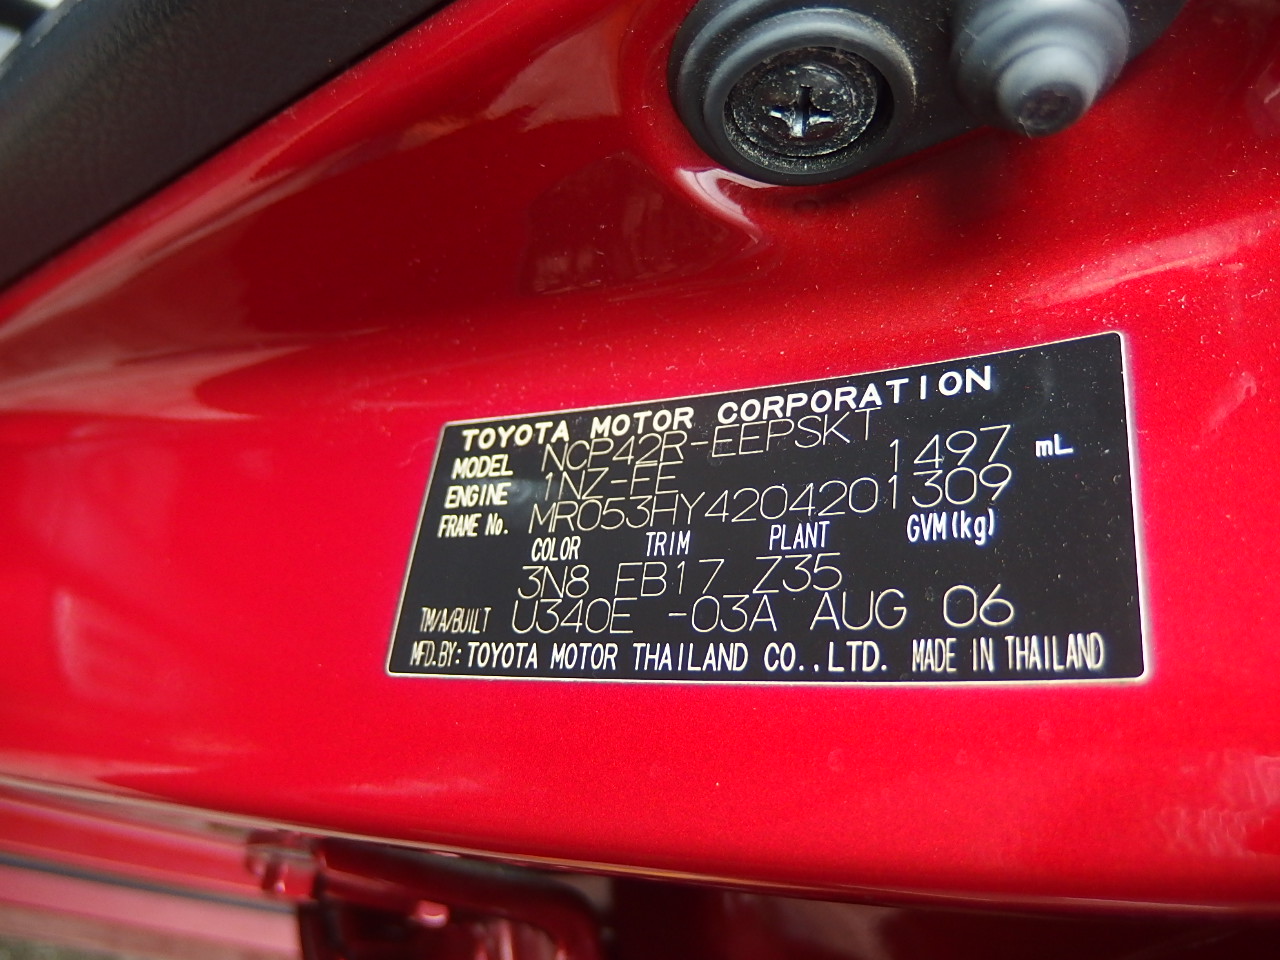 TOYOTA MOTOR CORPORATION
MODEL NCP42R-EEPSKT
ENGINE 1NZ-FE 1497 mL
FRAME No. MR053HY4204201309
COLOR TRIM PLANT GVM(kg)
3N8 FB17 Z35
TM/A/BUILT U340E -03A AUG 06
MFD.BY: TOYOTA MOTOR THAILAND CO.,LTD. MADE IN THAILAND